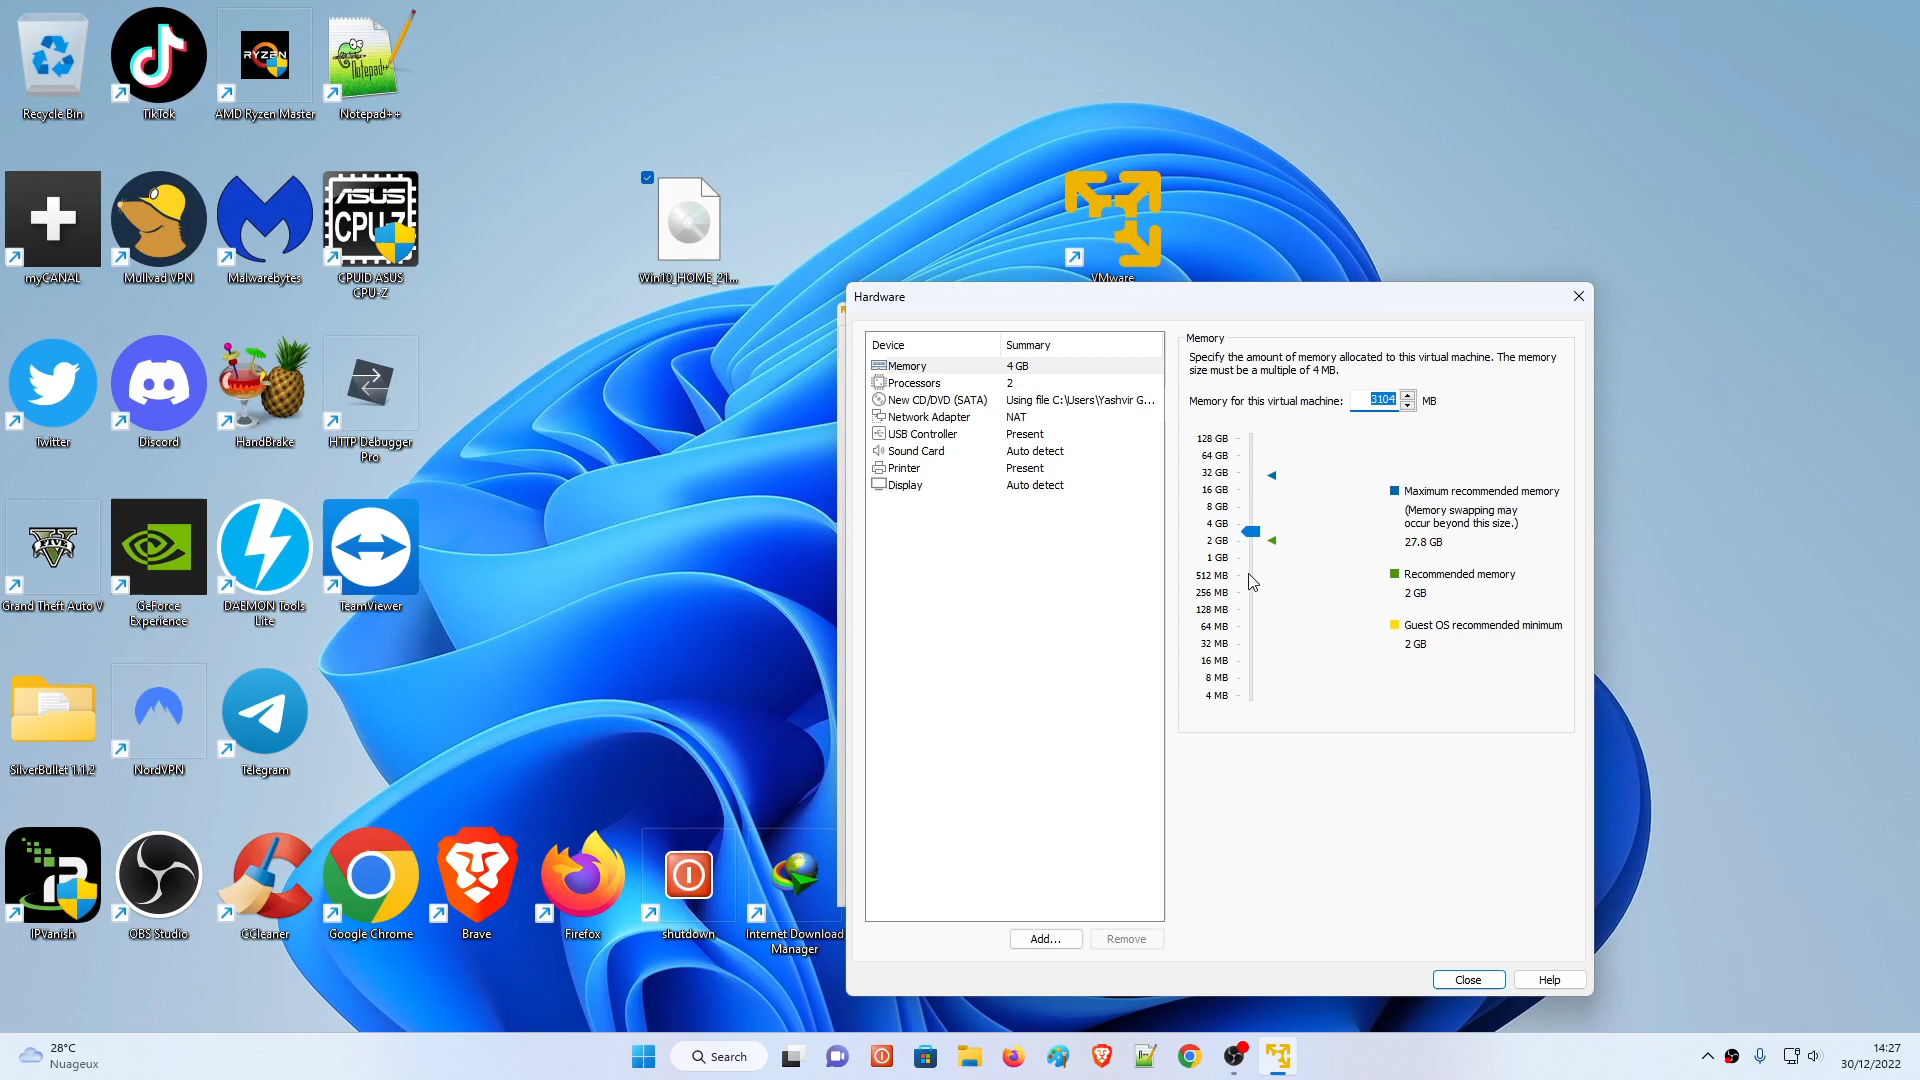 Recycle Bin
TikTok
RYZEN
AMD Ryzen Master
Notepad++
Notepad++
myCANAL
Mullvad VPN
Malwarebytes
ASUS
CPU-Z
CPUID ASUS
CPU-Z
Win10_HOME_21...
VMware
Twitter
Discord
HandBrake
HTTP Debugger
Pro
FIVE
Grand Theft Auto V
GeForce
Experience
DAEMON Tools
Lite
TeamViewer
SilverBullet 1.1.2
NordVPN
Telegram
IPVanish
OBS Studio
CCleaner
Google Chrome
Brave
Firefox
shutdown
Internet Download
Manager
Hardware
Device
Summary
Memory
4 GB
Processors
2
New CD/DVD (SATA)
Using file C:\Users\Yashvir G...
Network Adapter
NAT
USB Controller
Present
Sound Card
Auto detect
Printer
Present
Display
Auto detect
Add...
Remove
Memory
Specify the amount of memory allocated to this virtual machine. The memory
size must be a multiple of 4 MB.
Memory for this virtual machine:
3104
MB
128 GB
64 GB
32 GB
16 GB
8 GB
4 GB
2 GB
1 GB
512 MB
256 MB
128 MB
64 MB
32 MB
16 MB
8 MB
4 MB
Maximum recommended memory
(Memory swapping may
occur beyond this size.)
27.8 GB
Recommended memory
2 GB
Guest OS recommended minimum
2 GB
Close
Help
28°C
Nuageux
Search
14:27
30/12/2022